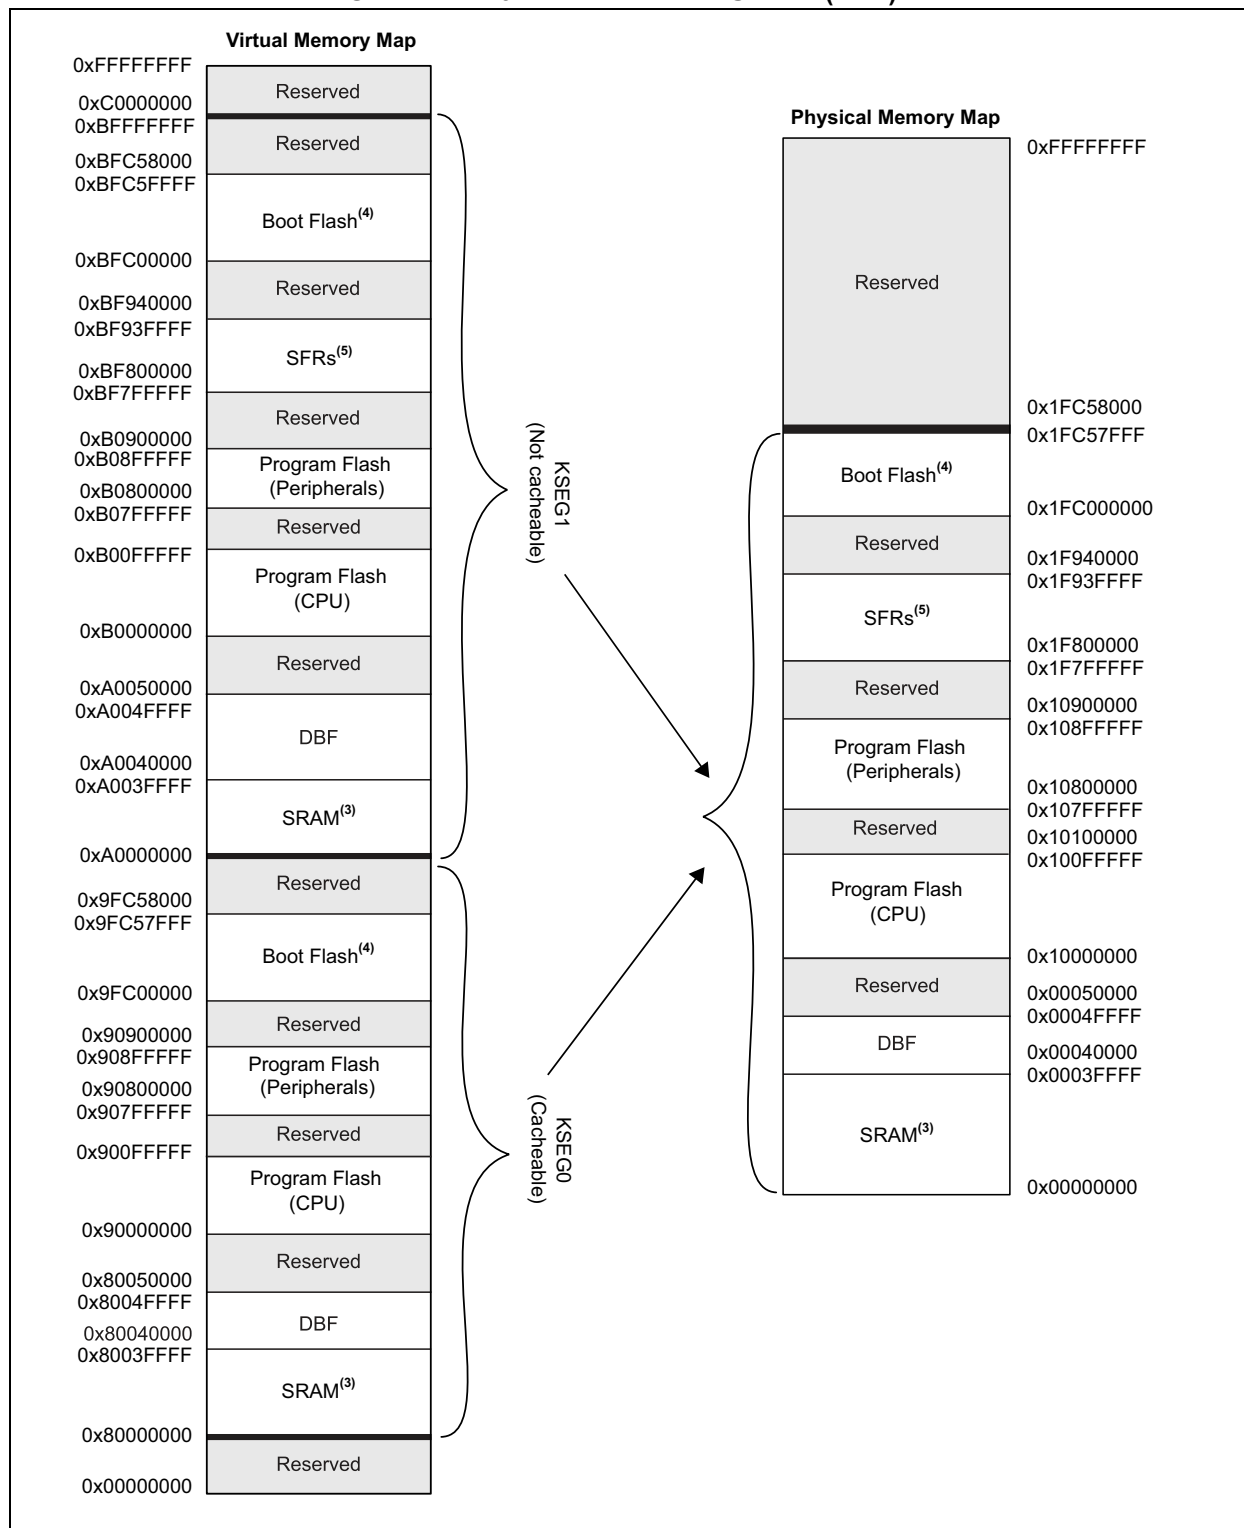 Virtual Memory Map
0xFFFFFFFF
Reserved
0xC0000000
0xBFFFFFFF
Reserved
0xBFC58000
0xBFC5FFFF
Boot Flash(4)
0xBFC00000
Reserved
0xBF940000
0xBF93FFFF
SFRs(5)
0xBF800000
0xBF7FFFFF
Reserved
0xB0900000
0xB08FFFFF
Program Flash
(Peripherals)
0xB0800000
0xB07FFFFF
Reserved
0xB00FFFFF
Program Flash
(CPU)
0xB0000000
Reserved
0xA0050000
0xA004FFFF
DBF
0xA0040000
0xA003FFFF
SRAM(3)
0xA0000000
Reserved
0x9FC58000
0x9FC57FFF
Boot Flash(4)
0x9FC00000
Reserved
0x90900000
0x908FFFFF
Program Flash
(Peripherals)
0x90800000
0x907FFFFF
Reserved
0x900FFFFF
Program Flash
(CPU)
0x90000000
Reserved
0x80050000
0x8004FFFF
DBF
0x80040000
0x8003FFFF
SRAM(3)
0x80000000
Reserved
0x00000000
KSEG1
(Not cacheable)
KSEG0
(Cacheable)
Physical Memory Map
0xFFFFFFFF
Reserved
0x1FC58000
0x1FC57FFF
Boot Flash(4)
0x1FC000000
Reserved
0x1F940000
0x1F93FFFF
SFRs(5)
0x1F800000
0x1F7FFFFF
Reserved
0x10900000
0x108FFFFF
Program Flash
(Peripherals)
0x10800000
0x107FFFFF
Reserved
0x10100000
0x100FFFFF
Program Flash
(CPU)
0x10000000
Reserved
0x00050000
0x0004FFFF
DBF
0x00040000
0x0003FFFF
SRAM(3)
0x00000000